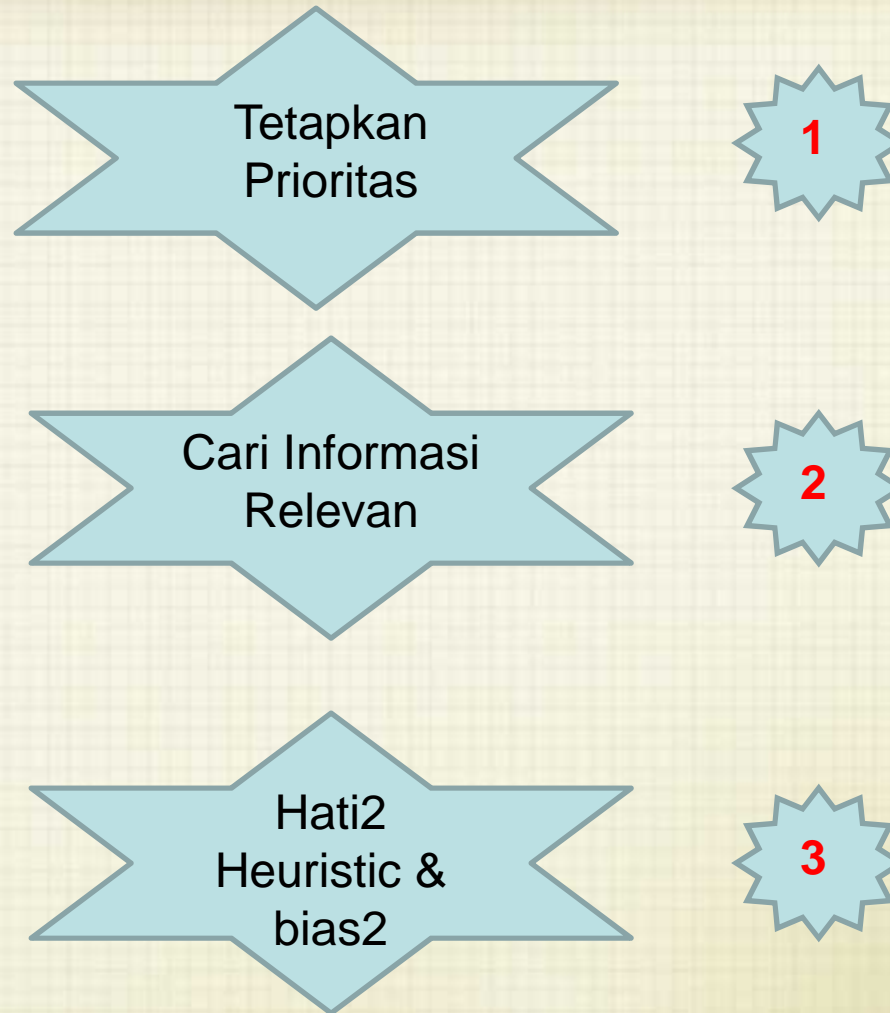 Tetapkan
Prioritas
1
Cari Informasi
Relevan
2
Hati2
Heuristic &
bias2
3